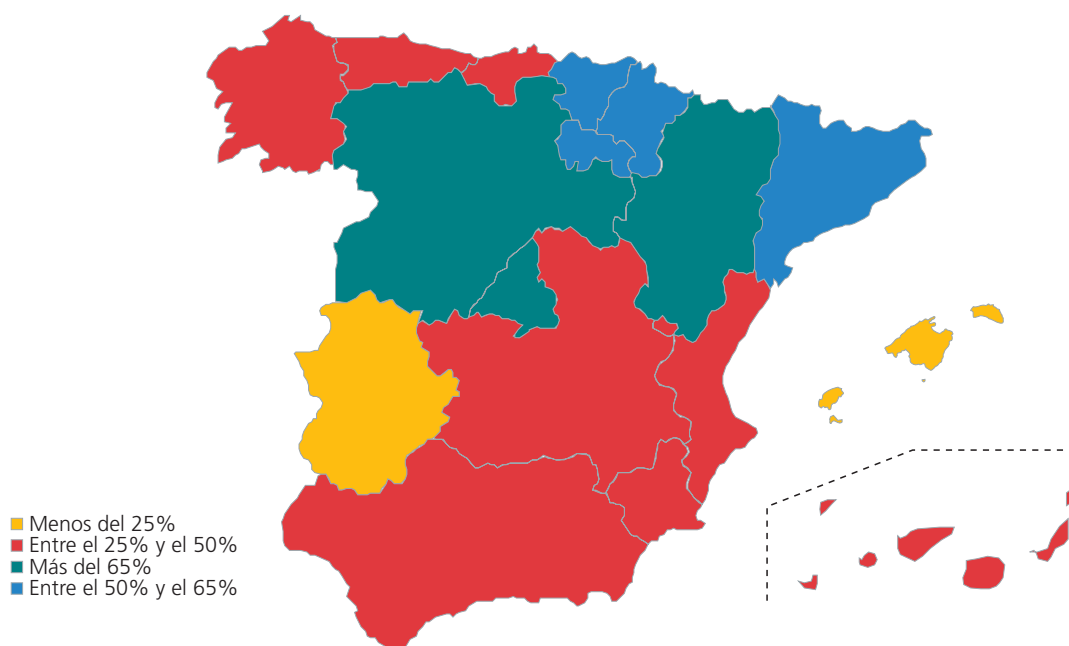 Menos del 25%
Entre el 25% y el 50%
Más del 65%
Entre el 50% y el 65%